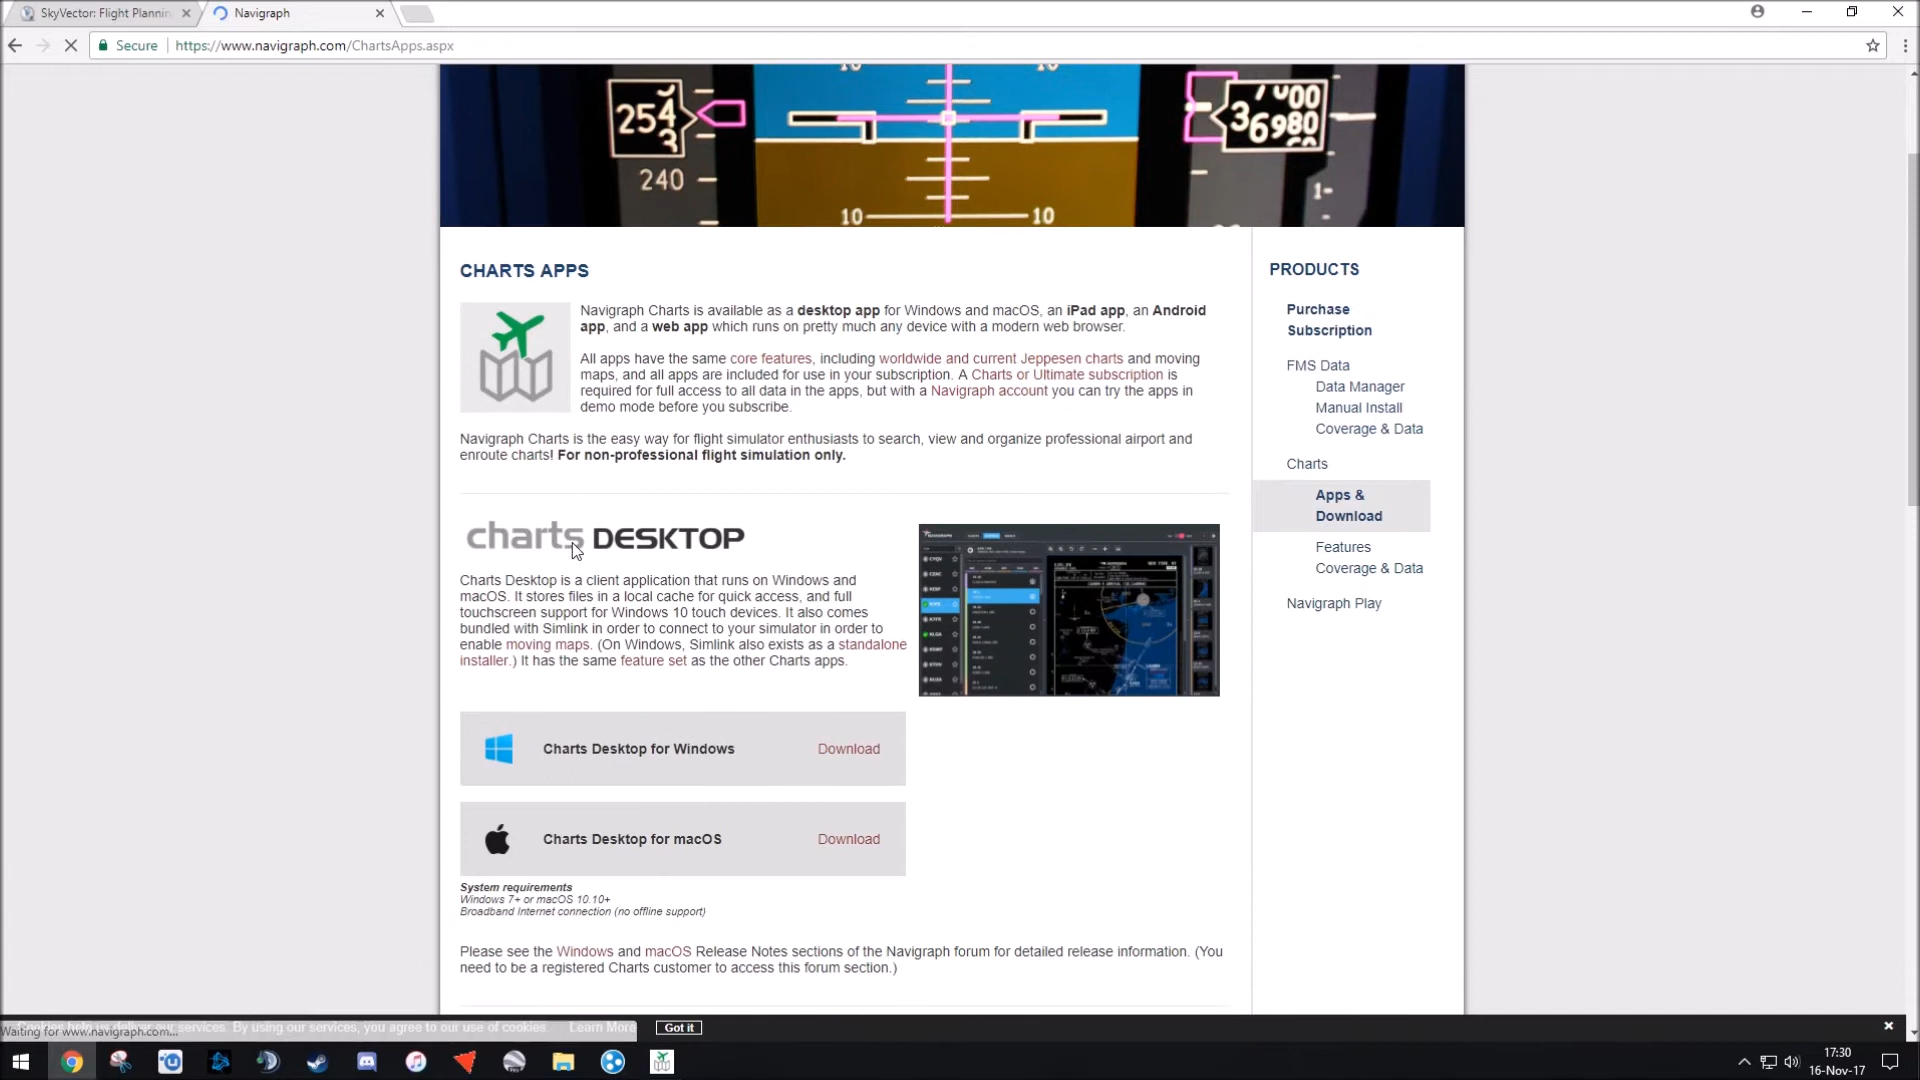 SkyVector: Flight Plannin
Navigraph
Secure
https://www.navigraph.com/ChartsApps.aspx
10
10
254
3
240
10
10
7000
36980
1
CHARTS APPS
Navigraph Charts is available as a desktop app for Windows and macOS, an iPad app, an Android
app, and a web app which runs on pretty much any device with a modern web browser.
All apps have the same core features, including worldwide and current Jeppesen charts and moving
maps, and all apps are included for use in your subscription. A Charts or Ultimate subscription is
required for full access to all data in the apps, but with a Navigraph account you can try the apps in
demo mode before you subscribe.
Navigraph Charts is the easy way for flight simulator enthusiasts to search, view and organize professional airport and
enroute charts! For non-professional flight simulation only.
charts DESKTOP
Charts Desktop is a client application that runs on Windows and
macOS. It stores files in a local cache for quick access, and full
touchscreen support for Windows 10 touch devices. It also comes
bundled with Simlink in order to connect to your simulator in order to
enable moving maps. (On Windows, Simlink also exists as a standalone
installer.) It has the same feature set as the other Charts apps.
Charts Desktop for Windows
Download
Charts Desktop for macOS
Download
System requirements
Windows 7+ or macOS 10.10+
Broadband Internet connection (no offline support)
Please see the Windows and macOS Release Notes sections of the Navigraph forum for detailed release information. (You
need to be a registered Charts customer to access this forum section.)
PRODUCTS
Purchase
Subscription
FMS Data
Data Manager
Manual Install
Coverage & Data
Charts
Apps &
Download
Features
Coverage & Data
Navigraph Play
Cookies help us deliver our services. By using our services, you agree to our use of cookies.
Learn More
Got it
Waiting for www.navigraph.com...
17:30
16-Nov-17